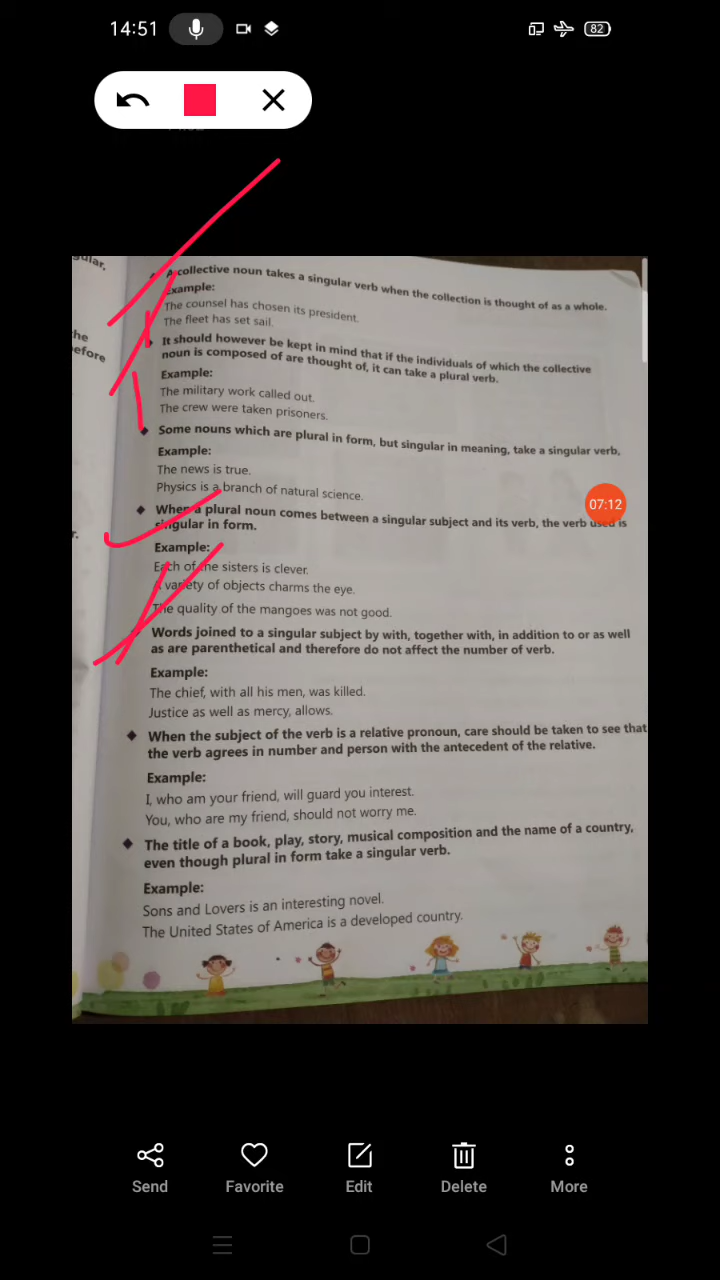 14:51
82
gular,
the
efore
r.
A collective noun takes a singular verb when the collection is thought of as a whole.
Example:
The counsel has chosen its president.
The fleet has set sail.
It should however be kept in mind that if the individuals of which the collective
noun is composed of are thought of, it can take a plural verb.
Example:
The military work called out.
The crew were taken prisoners.
Some nouns which are plural in form, but singular in meaning, take a singular verb,
Example:
The news is true.
Physics is a branch of natural science.
07:12
When a plural noun comes between a singular subject and its verb, the verb used is
singular in form.
Example:
Each of the sisters is clever.
A variety of objects charms the eye.
The quality of the mangoes was not good.
Words joined to a singular subject by with, together with, in addition to or as well
as are parenthetical and therefore do not affect the number of verb.
Example:
The chief, with all his men, was killed.
Justice as well as mercy, allows.
When the subject of the verb is a relative pronoun, care should be taken to see that
the verb agrees in number and person with the antecedent of the relative.
Example:
I, who am your friend, will guard you interest.
You, who are my friend, should not worry me.
The title of a book, play, story, musical composition and the name of a country,
even though plural in form take a singular verb.
Example:
Sons and Lovers is an interesting novel.
The United States of America is a developed country.
Send
Favorite
Edit
Delete
More